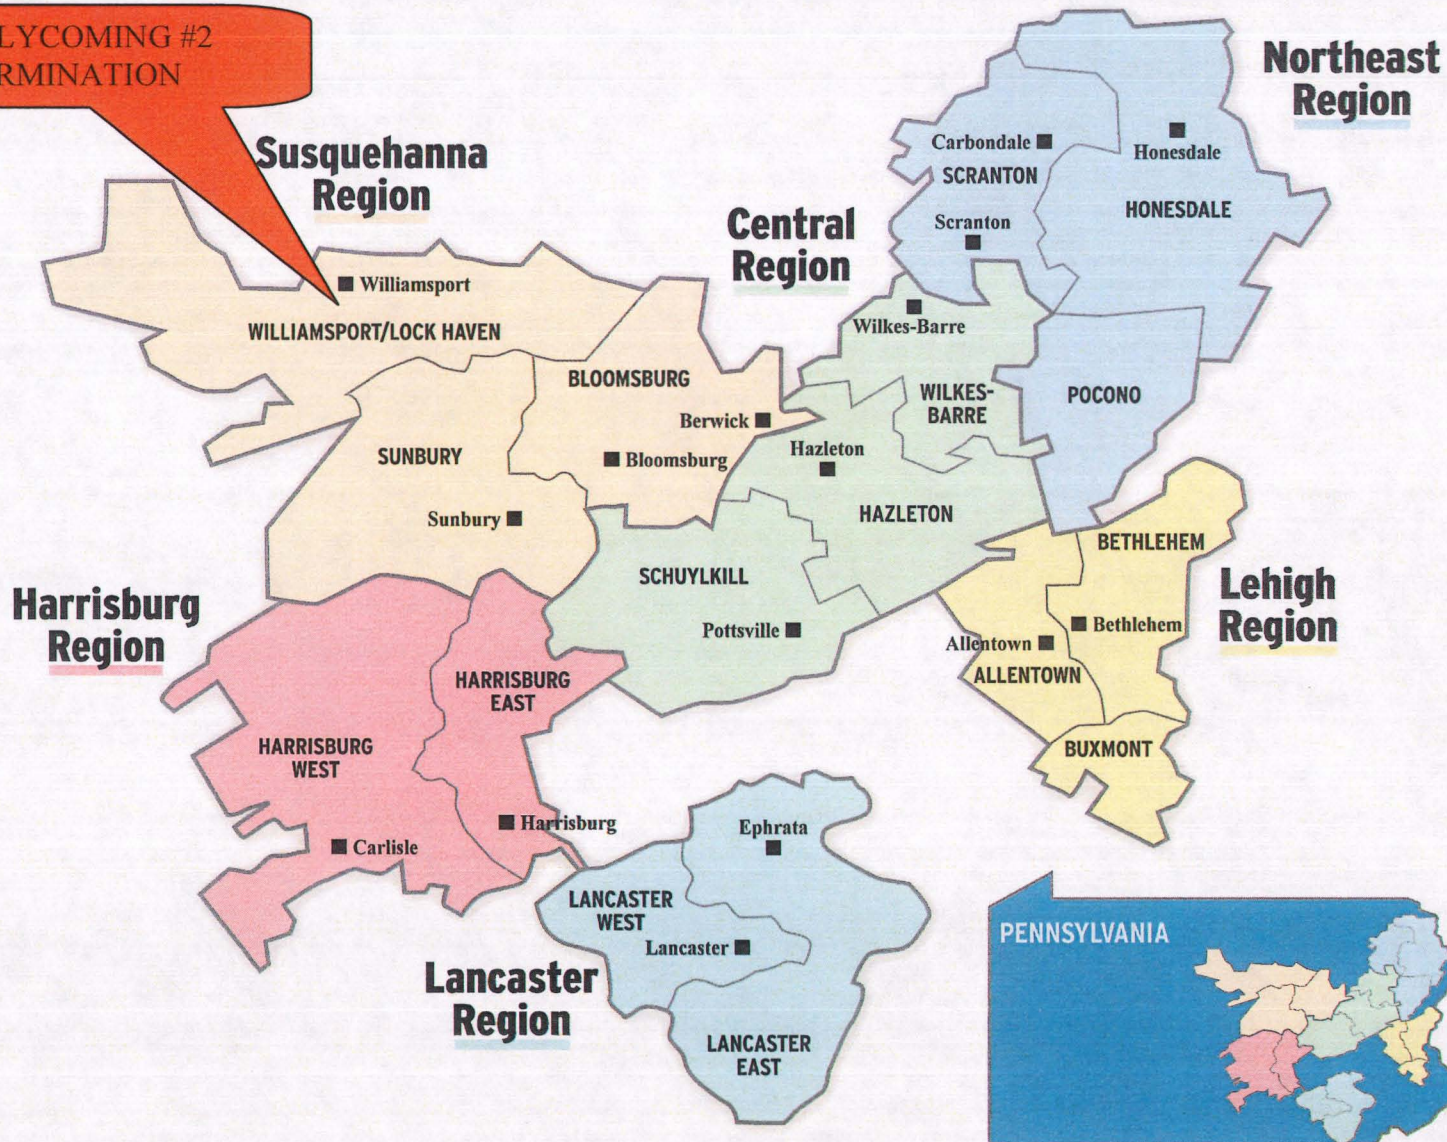 LYCOMING #2
RMINATION
Northeast
Region
Susquehanna
Region
Carbondale
Honesdale
SCRANTON
HONESDALE
Central
Region
Scranton
Williamsport
WILLIAMSPORT/LOCK HAVEN
Wilkes-Barre
BLOOMSBURG
WILKES-
BARRE
POCONO
Berwick
SUNBURY
Bloomsburg
Hazleton
Sunbury
HAZLETON
BETHLEHEM
SCHUYLKILL
Harrisburg
Region
Lehigh
Region
Pottsville
Bethlehem
Allentown
ALLENTOWN
HARRISBURG
EAST
HARRISBURG
WEST
BUXMONT
Harrisburg
Ephrata
Carlisle
LANCASTER
WEST
Lancaster
PENNSYLVANIA
Lancaster
Region
LANCASTER
EAST